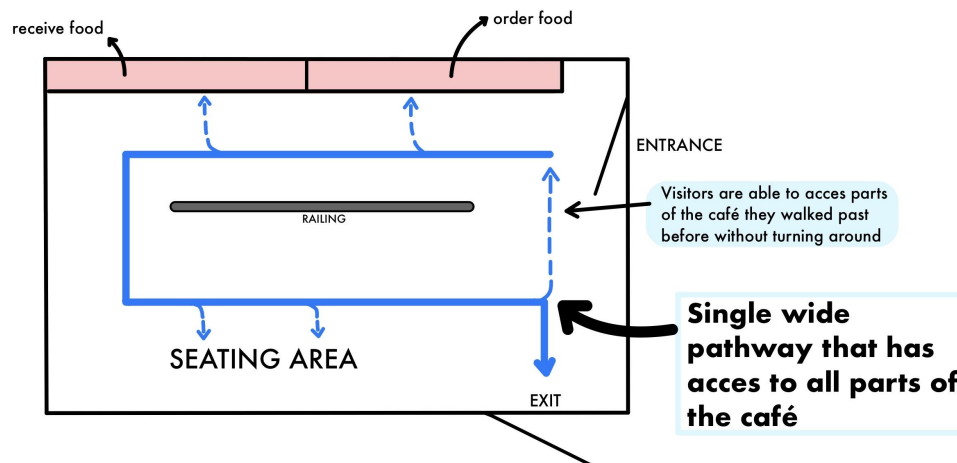 receive food
order food
ENTRANCE
Visitors are able to acces parts
of the café they walked past
before without turning around
RAILING
Single wide
pathway that has
acces to all parts of
the café
SEATING AREA
EXIT